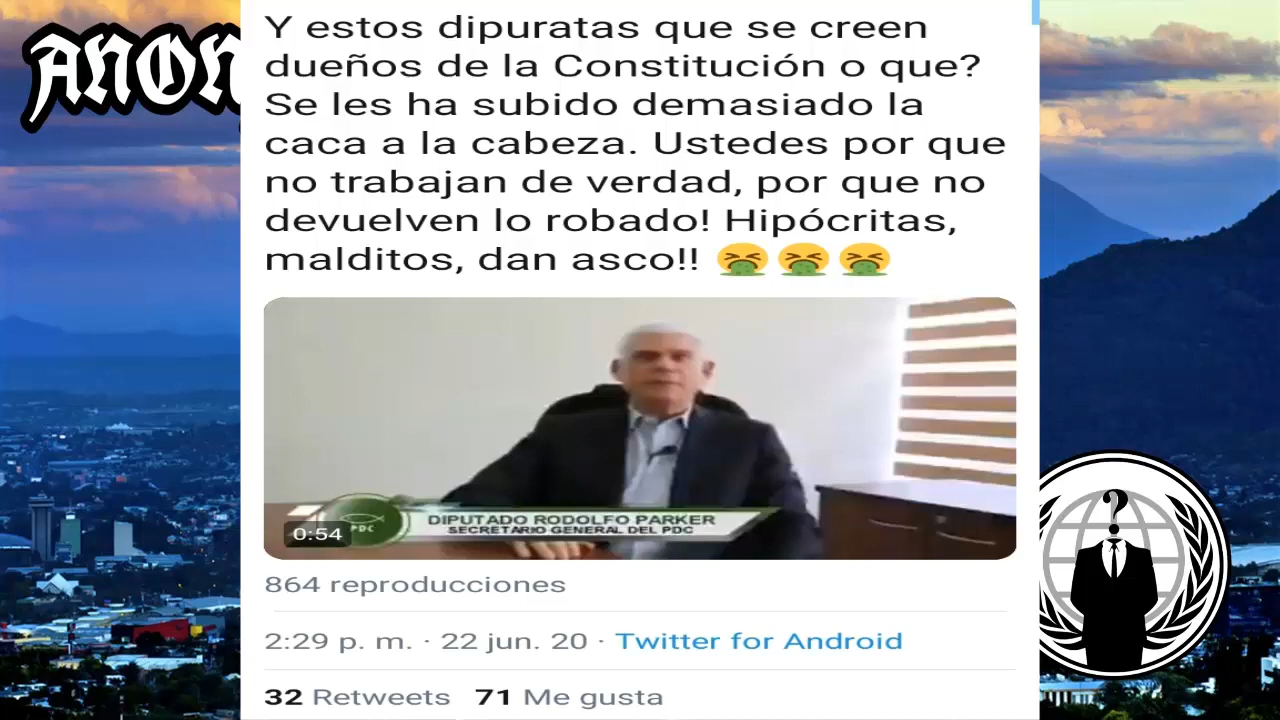 ANON
Y estos dipuratas que se creen
dueños de la Constitución o que?
Se les ha subido demasiado la
caca a la cabeza. Ustedes por que
no trabajan de verdad, por que no
devuelven lo robado! Hipócritas,
malditos, dan asco!! 🤮🤮🤮
PDC
DIPUTADO RODOLFO PARKER
SECRETARIO GENERAL DEL PDC
0:54
864 reproducciones
2:29 p. m. · 22 jun. 20 · Twitter for Android
32 Retweets 71 Me gusta
?